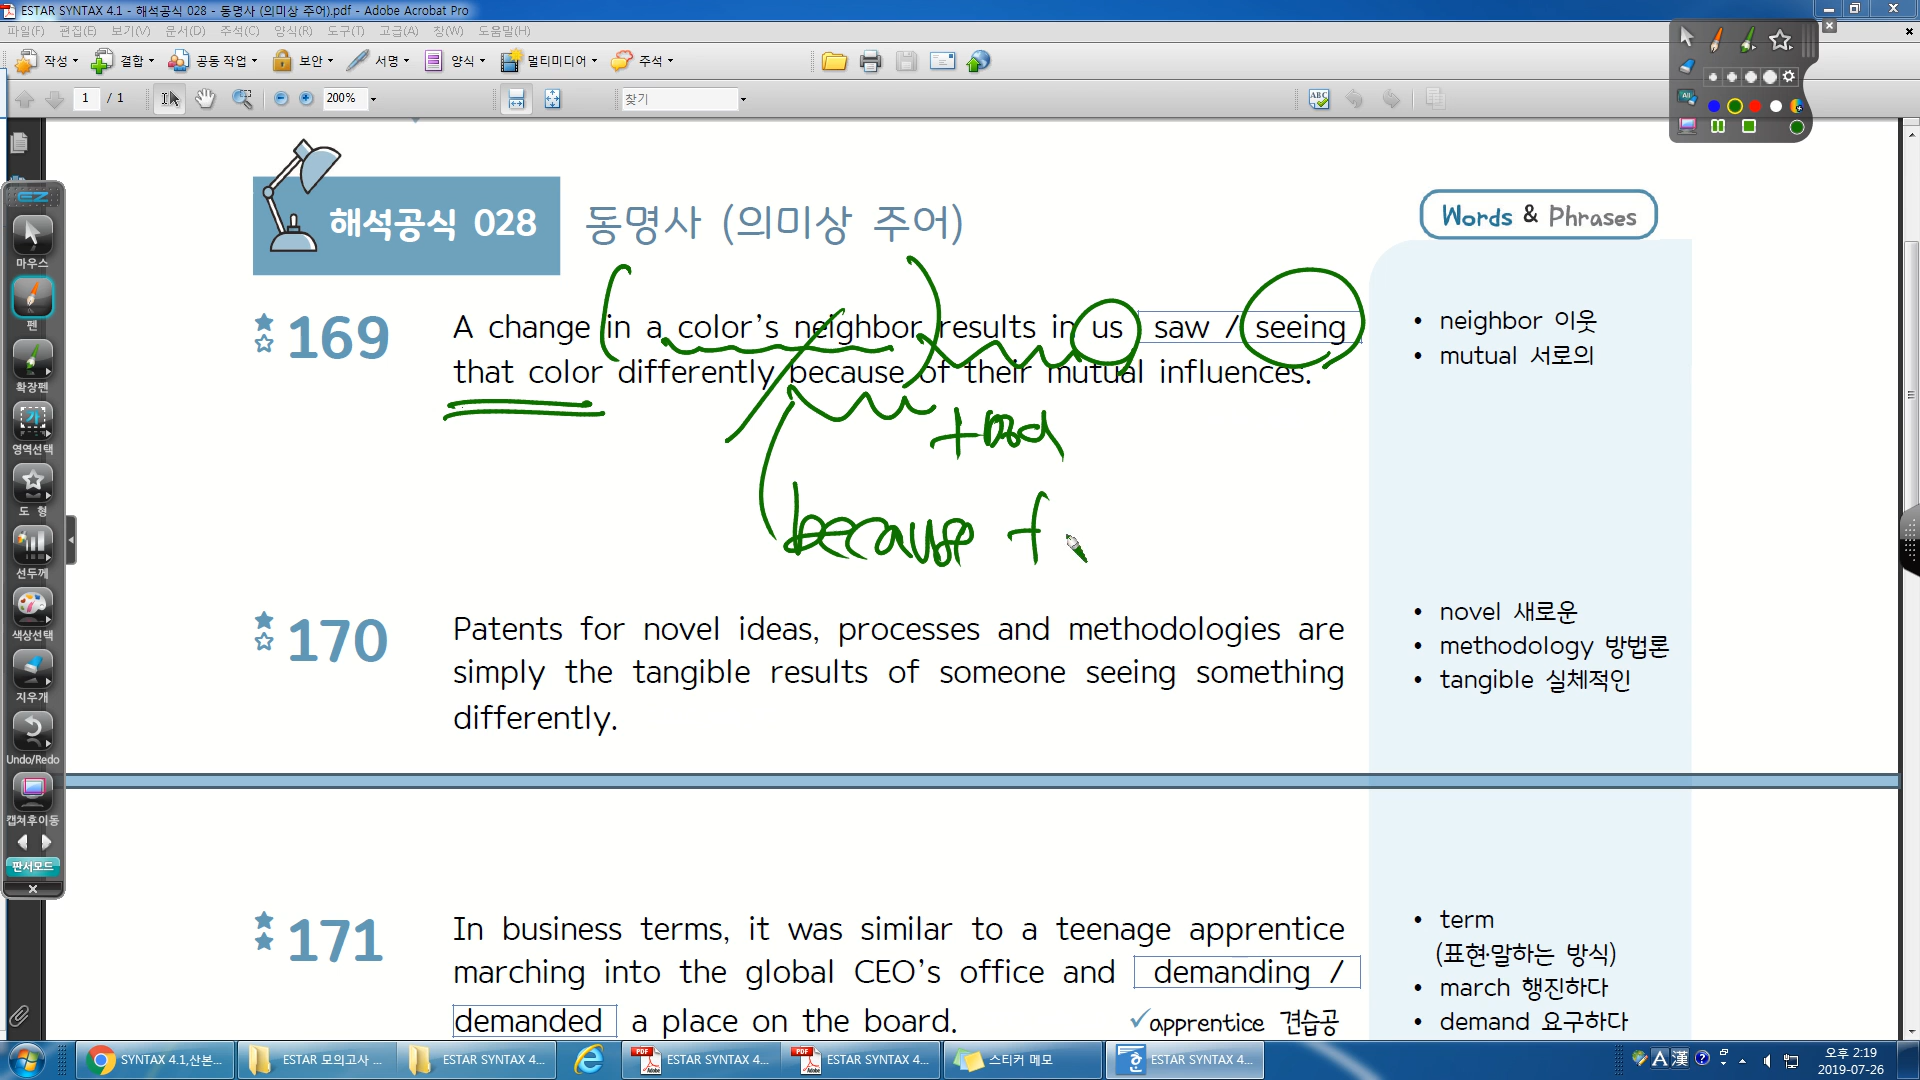 ESTAR SYNTAX 4.1 - 해석공식 028 - 동명사 (의미상 주어).pdf - Adobe Acrobat Pro
파일(F) 편집(E) 보기(V) 문서(D) 주석(C) 양식(R) 도구(T) 고급(A) 창(W) 도움말(H)
작성 결합 공동 작업 보안 서명 양식 멀티미디어 주석
1 / 1 200% 찾기
해석공식 028 동명사 (의미상 주어)
Words & Phrases
169 A change in a color's neighbor results in us saw / seeing
that color differently because of their mutual influences.
• neighbor 이웃
• mutual 서로의
because +
170 Patents for novel ideas, processes and methodologies are
simply the tangible results of someone seeing something
differently.
• novel 새로운
• methodology 방법론
• tangible 실체적인
171 In business terms, it was similar to a teenage apprentice
marching into the global CEO's office and demanding /
demanded a place on the board.
✓apprentice 견습공
• term
(표현·말하는 방식)
• march 행진하다
• demand 요구하다
EZ
마우스
펜
확장펜
영역선택
도 형
선두께
색상선택
지우개
Undo/Redo
캡쳐후이동
판서모드
SYNTAX 4.1,산본... ESTAR 모의고사 ... ESTAR SYNTAX 4... ESTAR SYNTAX 4... ESTAR SYNTAX 4... 스티커 메모 ESTAR SYNTAX 4...
A 漢
오후 2:19
2019-07-26